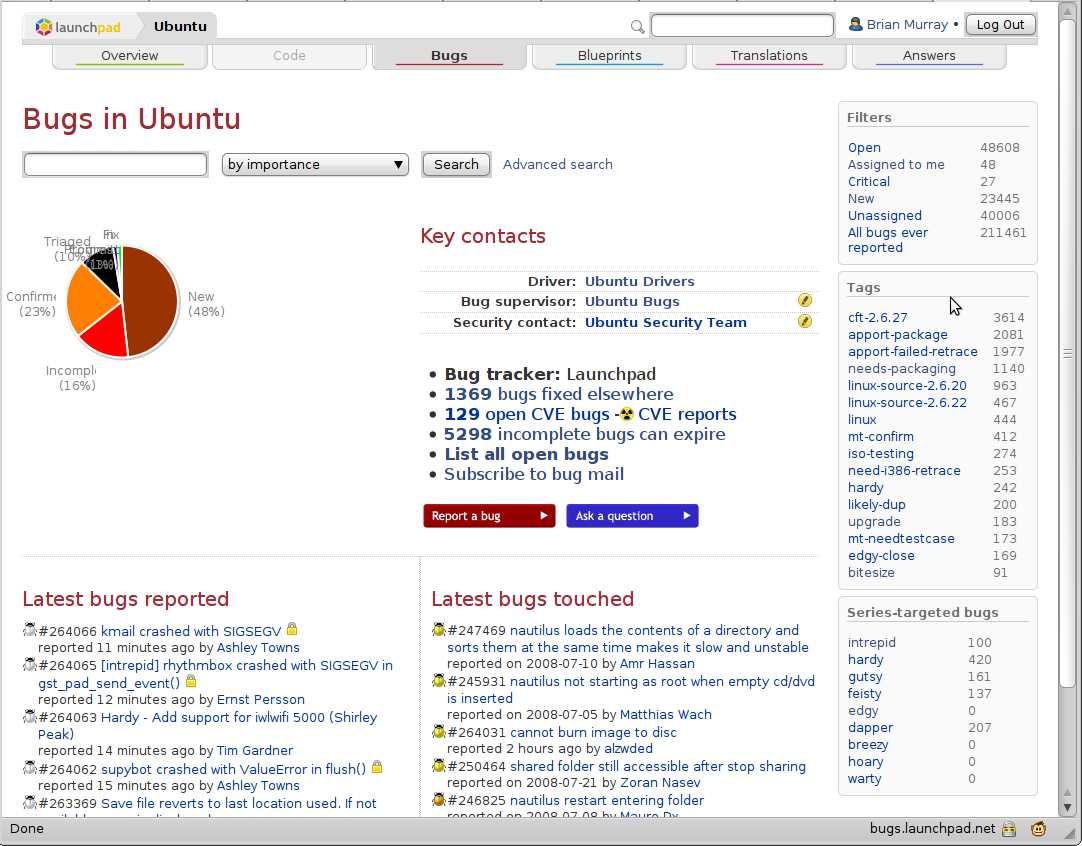 launchpad
Ubuntu
Brian Murray •
Log Out
Overview
Code
Bugs
Blueprints
Translations
Answers
Bugs in Ubuntu
by importance
Search
Advanced search
Triaged
(10%)
Confirme
(23%)
Incompl
(16%)
New
(48%)
Fix
Key contacts
Driver: Ubuntu Drivers
Bug supervisor: Ubuntu Bugs
Security contact: Ubuntu Security Team
• Bug tracker: Launchpad
• 1369 bugs fixed elsewhere
• 129 open CVE bugs - CVE reports
• 5298 incomplete bugs can expire
• List all open bugs
• Subscribe to bug mail
Report a bug
Ask a question
Latest bugs reported
#264066 kmail crashed with SIGSEGV
reported 11 minutes ago by Ashley Towns
#264065 [intrepid] rhythmbox crashed with SIGSEGV in
gst_pad_send_event()
reported 12 minutes ago by Ernst Persson
#264063 Hardy - Add support for iwlwifi 5000 (Shirley
Peak)
reported 14 minutes ago by Tim Gardner
#264062 supybot crashed with ValueError in flush()
reported 15 minutes ago by Ashley Towns
#263369 Save file reverts to last location used. If not
Latest bugs touched
#247469 nautilus loads the contents of a directory and
sorts them at the same time makes it slow and unstable
reported on 2008-07-10 by Amr Hassan
#245931 nautilus not starting as root when empty cd/dvd
is inserted
reported on 2008-07-05 by Matthias Wach
#264031 cannot burn image to disc
reported 2 hours ago by alzwded
#250464 shared folder still accessible after stop sharing
reported on 2008-07-21 by Zoran Nasev
#246825 nautilus restart entering folder
reported on 2008-07-08 by Mauro Dx
Filters
Open 48608
Assigned to me 48
Critical 27
New 23445
Unassigned 40006
All bugs ever 211461
reported
Tags
cft-2.6.27 3614
apport-package 2081
apport-failed-retrace 1977
needs-packaging 1140
linux-source-2.6.20 963
linux-source-2.6.22 467
linux 444
mt-confirm 412
iso-testing 274
need-i386-retrace 253
hardy 242
likely-dup 200
upgrade 183
mt-needtestcase 173
edgy-close 169
bitesize 91
Series-targeted bugs
intrepid 100
hardy 420
gutsy 161
feisty 137
edgy 0
dapper 207
breezy 0
hoary 0
warty 0
Done
bugs.launchpad.net